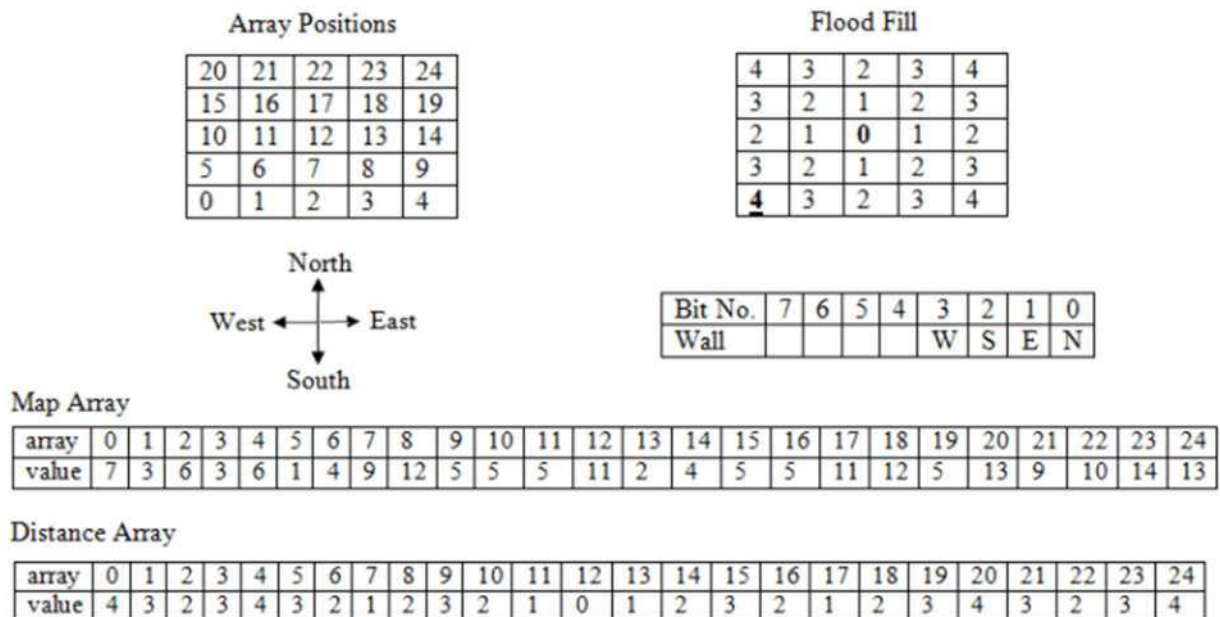 Array Positions
20 21 22 23 24
15 16 17 18 19
10 11 12 13 14
5 6 7 8 9
0 1 2 3 4
Flood Fill
4 3 2 3 4
3 2 1 2 3
2 1 0 1 2
3 2 1 2 3
4 3 2 3 4
North
West East
South
Bit No. 7 6 5 4 3 2 1 0
Wall W S E N
Map Array
array 0 1 2 3 4 5 6 7 8 9 10 11 12 13 14 15 16 17 18 19 20 21 22 23 24
value 7 3 6 3 6 1 4 9 12 5 5 5 11 2 4 5 5 11 12 5 13 9 10 14 13
Distance Array
array 0 1 2 3 4 5 6 7 8 9 10 11 12 13 14 15 16 17 18 19 20 21 22 23 24
value 4 3 2 3 4 3 2 1 2 3 2 1 0 1 2 3 2 1 2 3 4 3 2 3 4